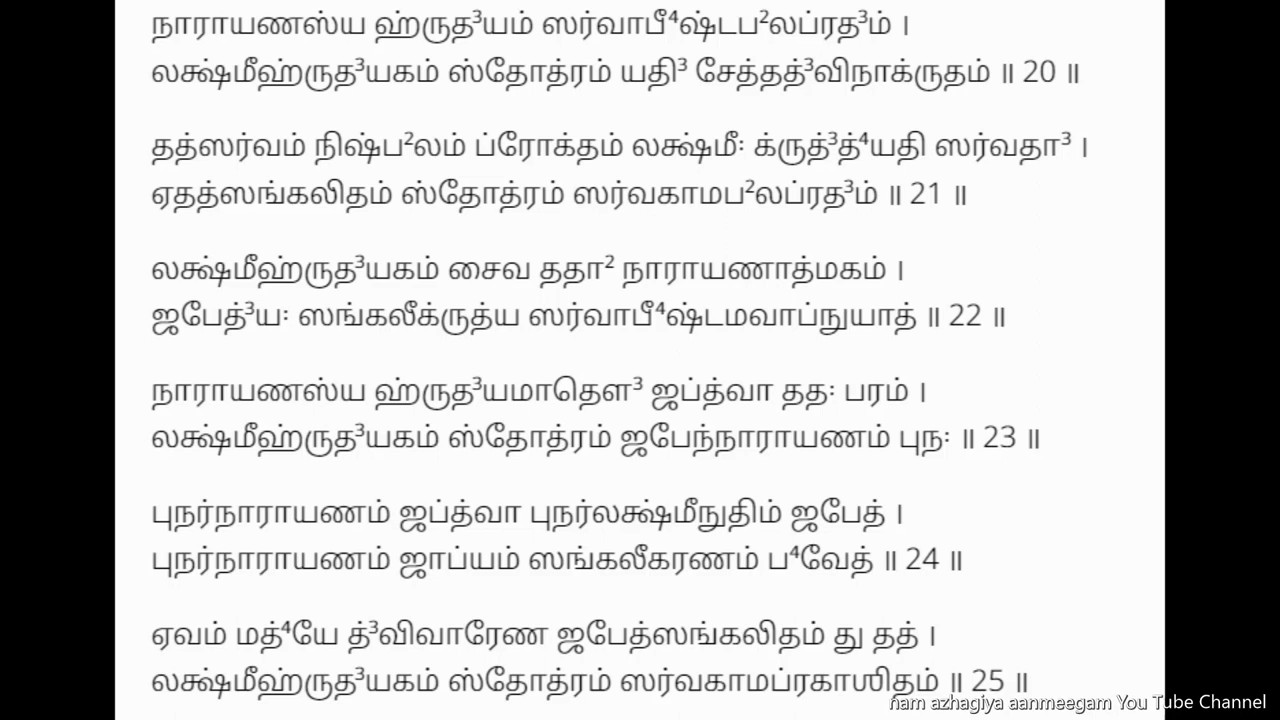 நாராயணஸ்ய ஹ்ருத³யம் ஸர்வாபீ⁴ஷ்டப²லப்ரத³ம் ।
லக்ஷ்மீஹ்ருத³யகம் ஸ்தோத்ரம் யதி³ சேத்தத்³விநாக்ருதம் ॥ 20 ॥
தத்ஸர்வம் நிஷ்ப²லம் ப்ரோக்தம் லக்ஷ்மீ꞉ க்ருத்³த்⁴யதி ஸர்வதா³ ।
ஏதத்ஸங்கலிதம் ஸ்தோத்ரம் ஸர்வகாமப²லப்ரத³ம் ॥ 21 ॥
லக்ஷ்மீஹ்ருத³யகம் சைவ ததா² நாராயணாத்மகம் ।
ஜபேத்³ய꞉ ஸங்கலீக்ருத்ய ஸர்வாபீ⁴ஷ்டமவாப்நுயாத் ॥ 22 ॥
நாராயணஸ்ய ஹ்ருத³யமாதௌ³ ஜப்த்வா தத꞉ பரம் ।
லக்ஷ்மீஹ்ருத³யகம் ஸ்தோத்ரம் ஜபேந்நாராயணம் புந꞉ ॥ 23 ॥
புநர்நாராயணம் ஜப்த்வா புநர்லக்ஷ்மீநுதிம் ஜபேத் ।
புநர்நாராயணம் ஜாப்யம் ஸங்கலீகரணம் ப⁴வேத் ॥ 24 ॥
ஏவம் மத்⁴யே த்³விவாரேண ஜபேத்ஸங்கலிதம் து தத் ।
லக்ஷ்மீஹ்ருத³யகம் ஸ்தோத்ரம் ஸர்வகாமப்ரகாஶிதம் ॥ 25 ॥
nam azhagiya aanmeegam You Tube Channel